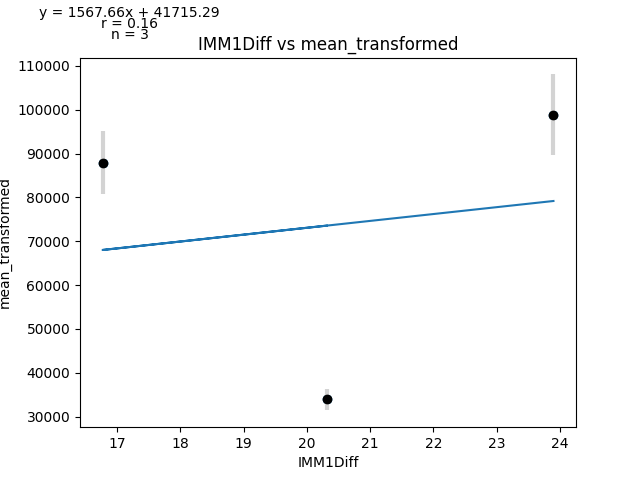 y = 1567.66x + 41715.29
r = 0.16
n = 3
IMM1Diff vs mean_transformed
110000
100000
90000
80000
70000
60000
50000
40000
30000
mean_transformed
17 18 19 20 21 22 23 24
IMM1Diff